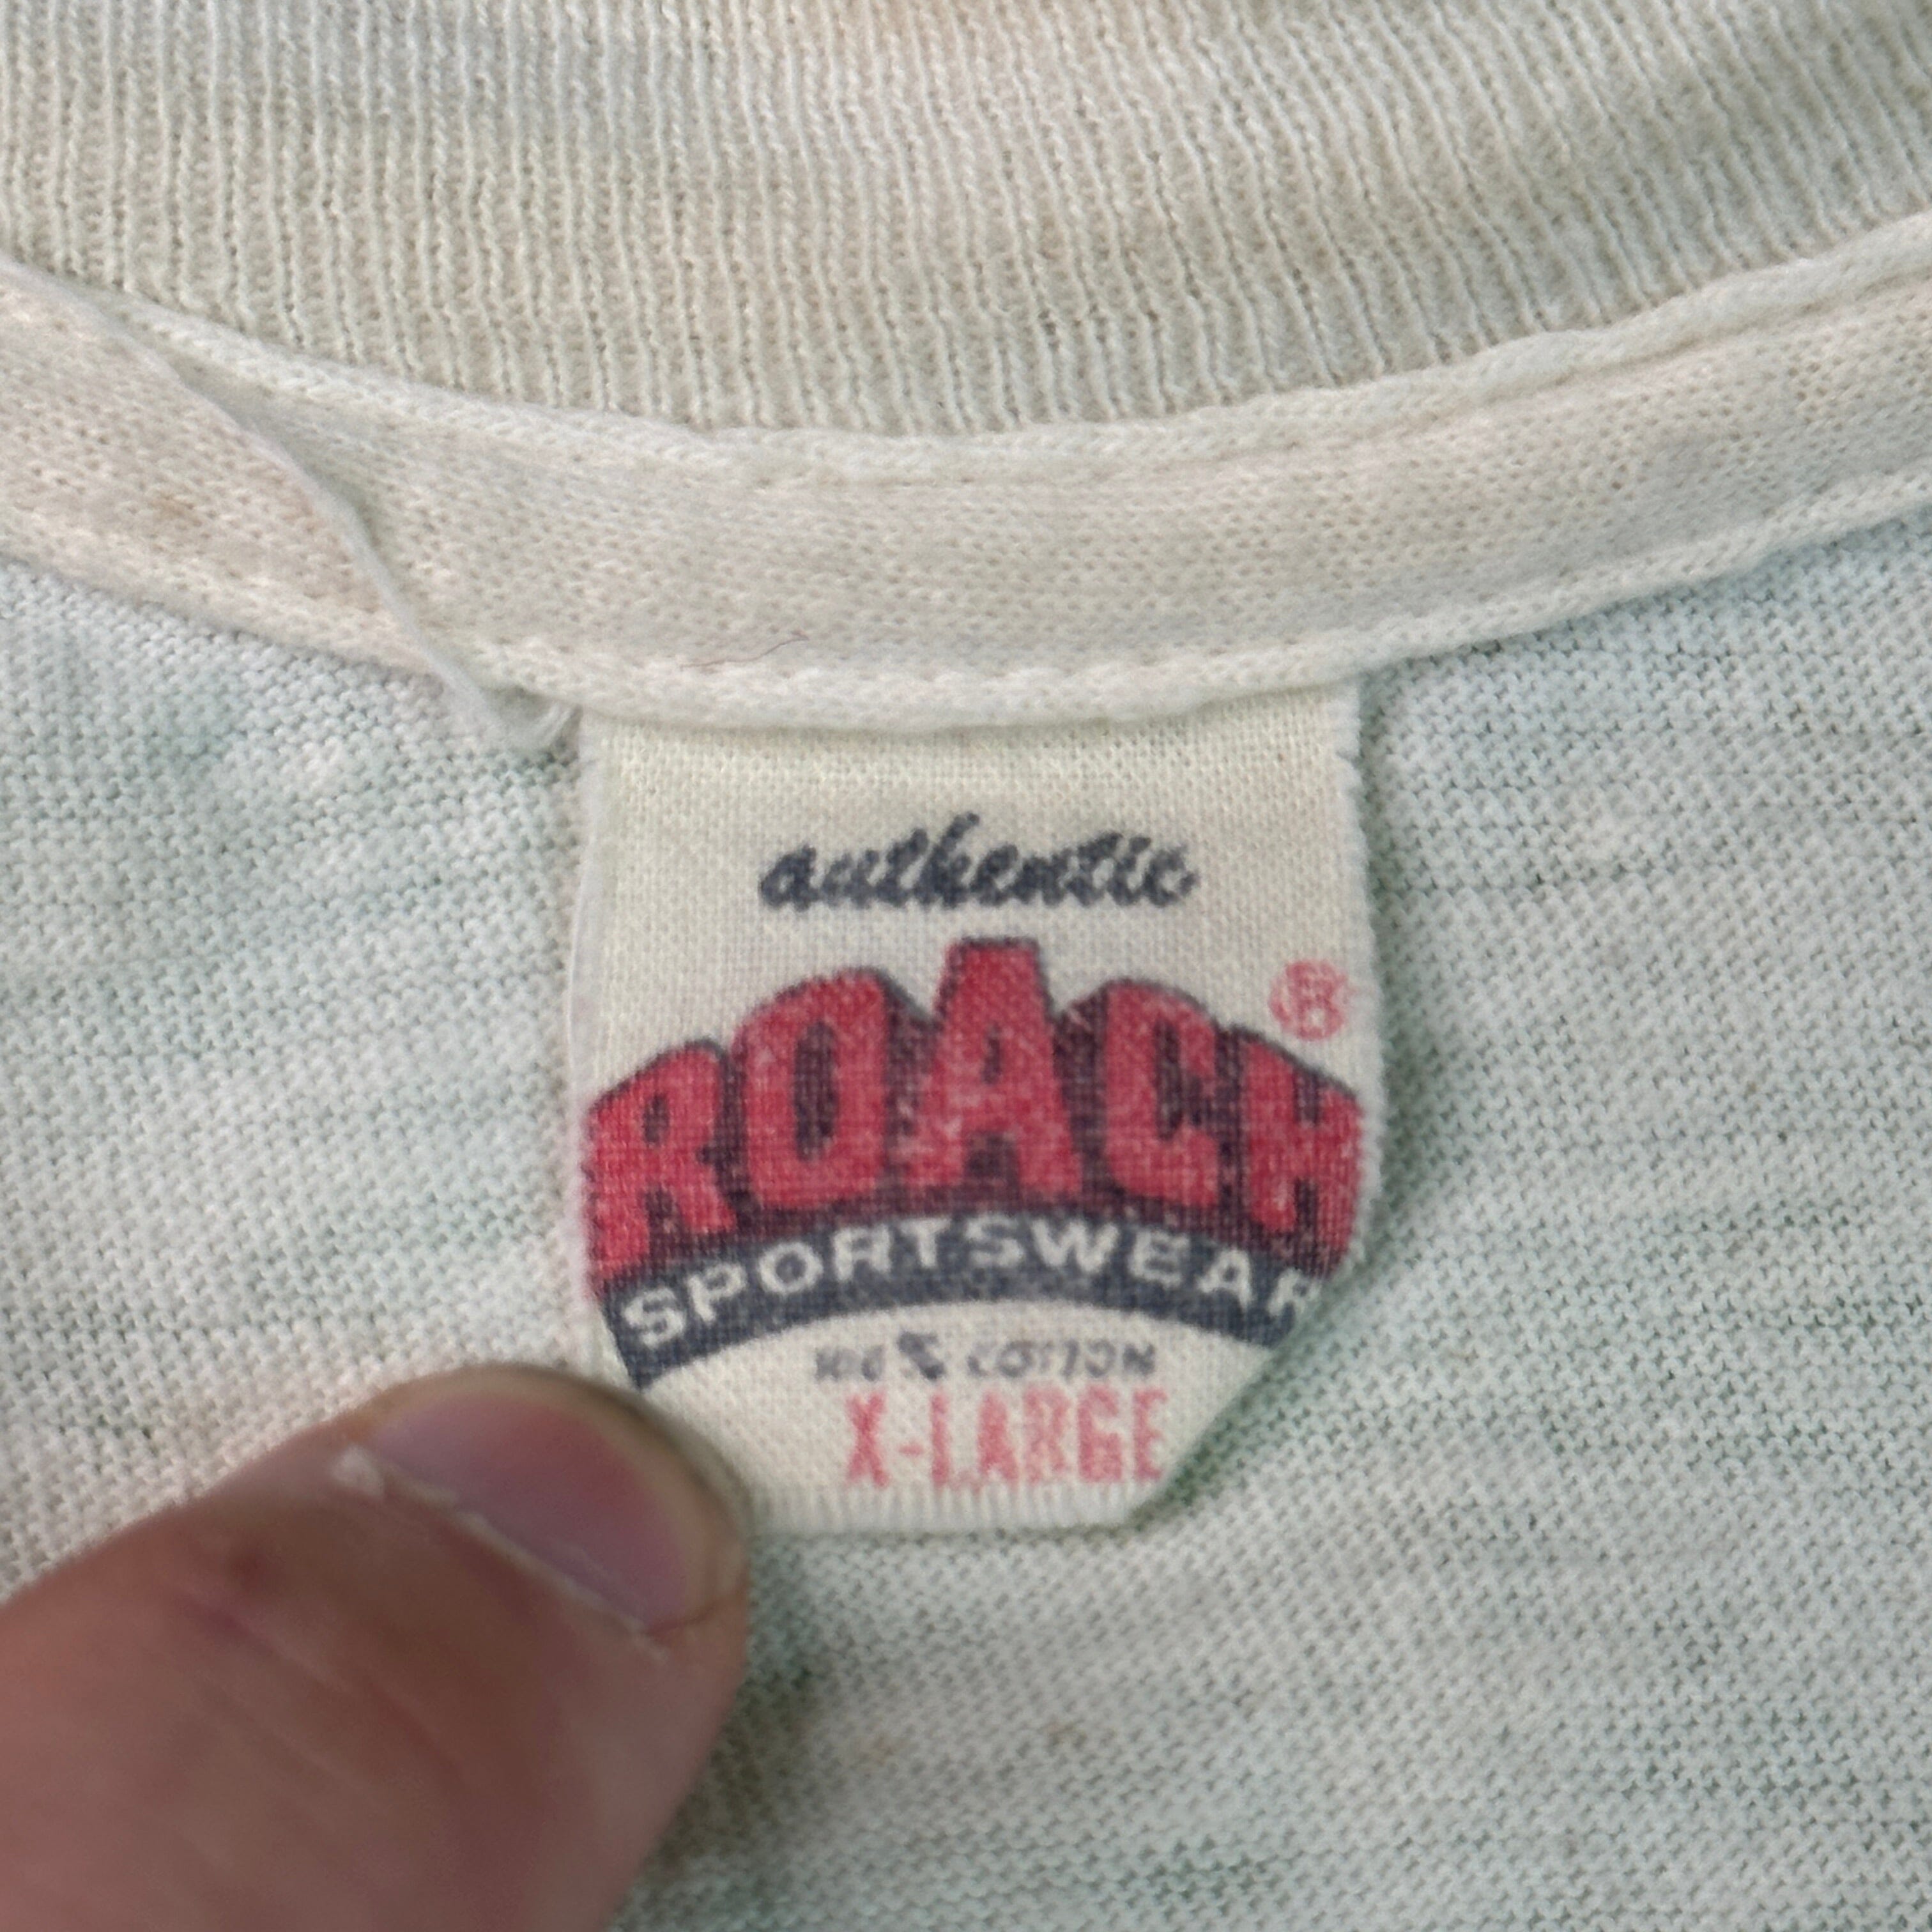 authentic
ROACH ®
SPORTSWEAR
100% COTTON
X-LARGE